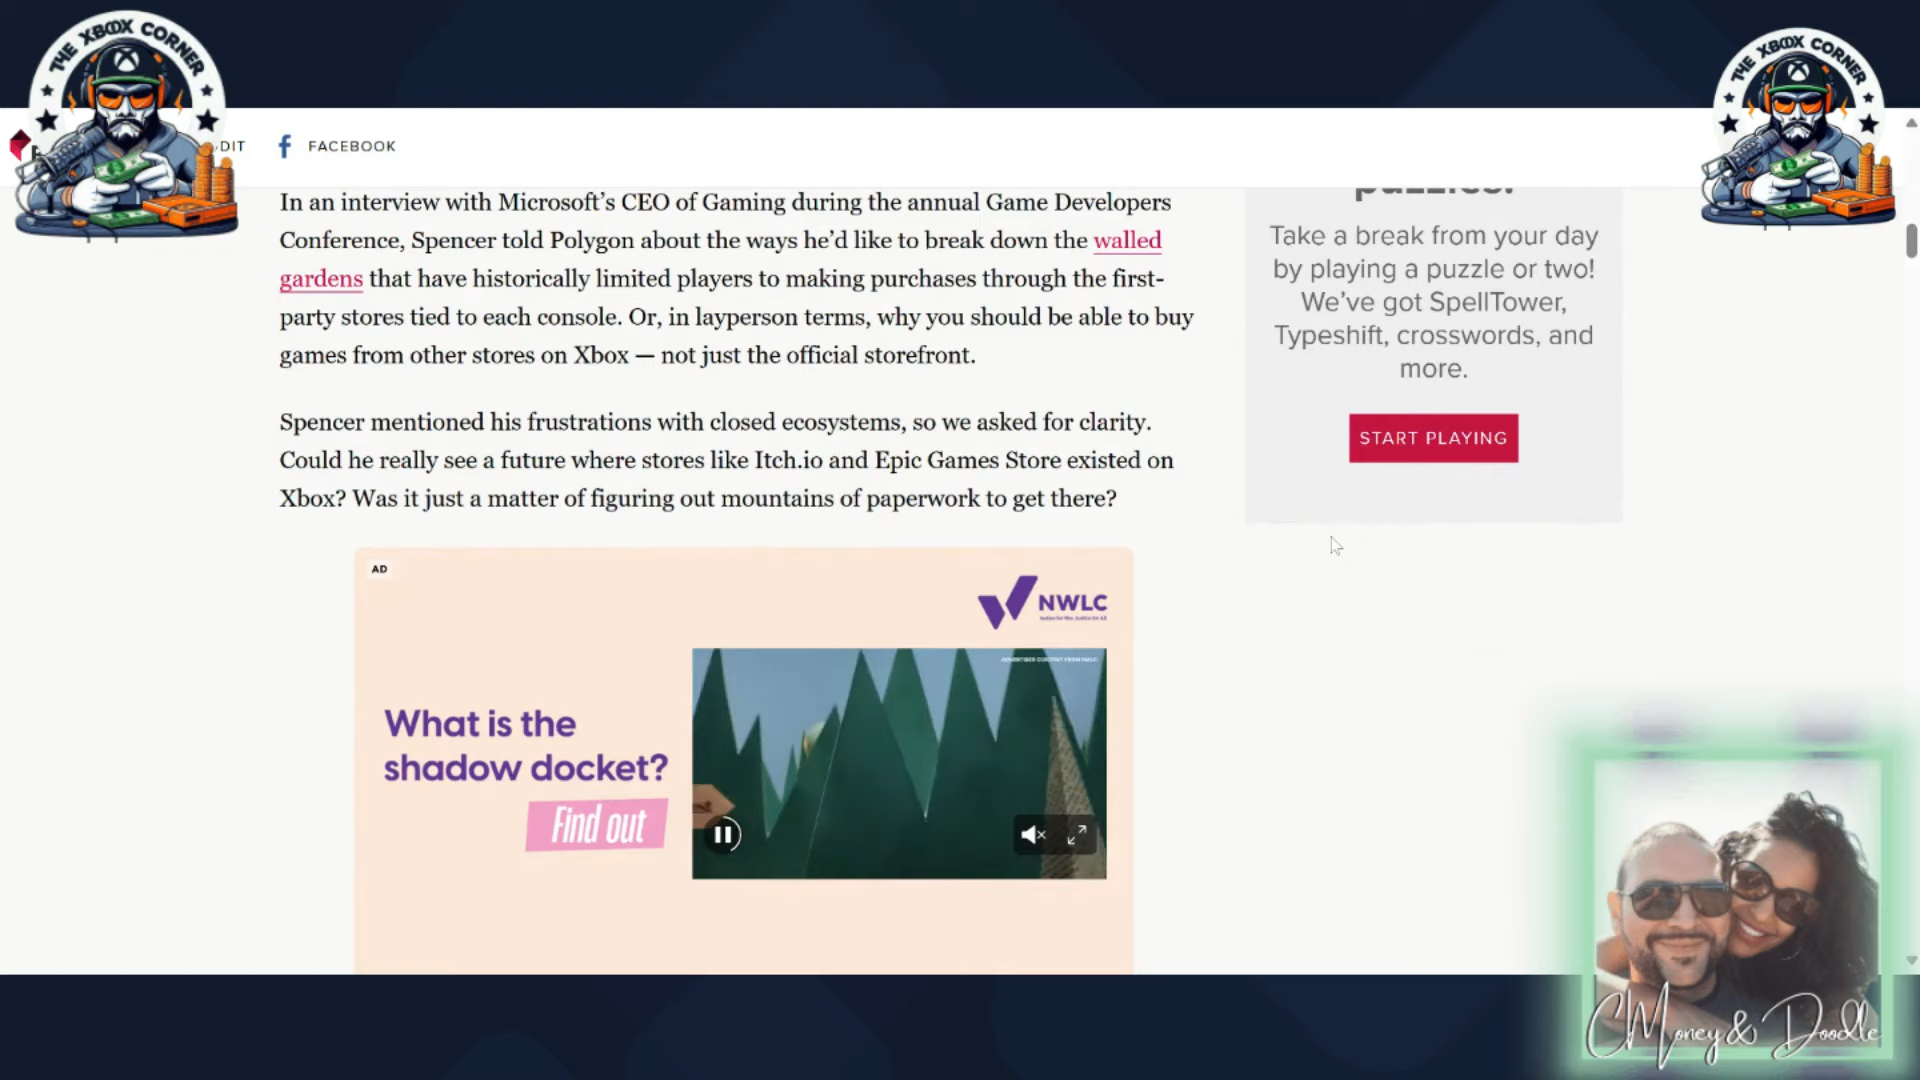 THE XBOX CORNER
THE XBOX CORNER
DIT
FACEBOOK
In an interview with Microsoft’s CEO of Gaming during the annual Game Developers
Conference, Spencer told Polygon about the ways he’d like to break down the walled
gardens that have historically limited players to making purchases through the first-
party stores tied to each console. Or, in layperson terms, why you should be able to buy
games from other stores on Xbox — not just the official storefront.
Spencer mentioned his frustrations with closed ecosystems, so we asked for clarity.
Could he really see a future where stores like Itch.io and Epic Games Store existed on
Xbox? Was it just a matter of figuring out mountains of paperwork to get there?
puzzles!
Take a break from your day
by playing a puzzle or two!
We’ve got SpellTower,
Typeshift, crosswords, and
more.
START PLAYING
AD
NWLC
ADVERTISER CONTENT FROM NWLC
What is the
shadow docket?
Find out
CMoney & Doodle